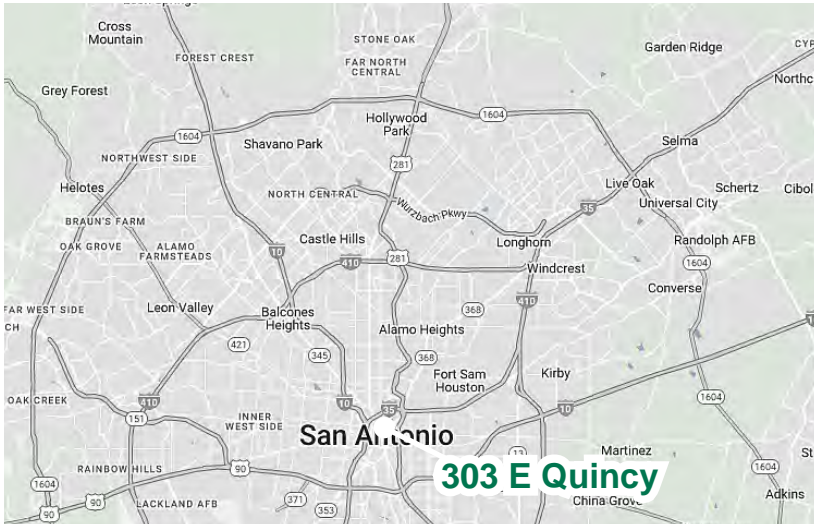 Cross
Mountain
STONE OAK
FOREST CREST
FAR NORTH
CENTRAL
Garden Ridge
Grey Forest
Hollywood
Park
1604
1604
Shavano Park
281
Selma
NORTHWEST SIDE
Helotes
NORTH CENTRAL
Wurzbach Pkwy
Live Oak
Schertz
35
Universal City
BRAUN'S FARM
OAK GROVE
ALAMO
FARMSTEADS
10
Castle Hills
Longhorn
Randolph AFB
281
410
1604
Windcrest
Converse
410
FAR WEST SIDE
Leon Valley
Balcones
Heights
368
Alamo Heights
421
345
368
Fort Sam
Houston
Kirby
OAK CREEK
410
10
35
10
1604
151
INNER
WEST SIDE
San Antonio
13
Martinez
RAINBOW HILLS
90
303 E Quincy
1604
1604
90
LACKLAND AFB
371
353
China Grove
Adkins